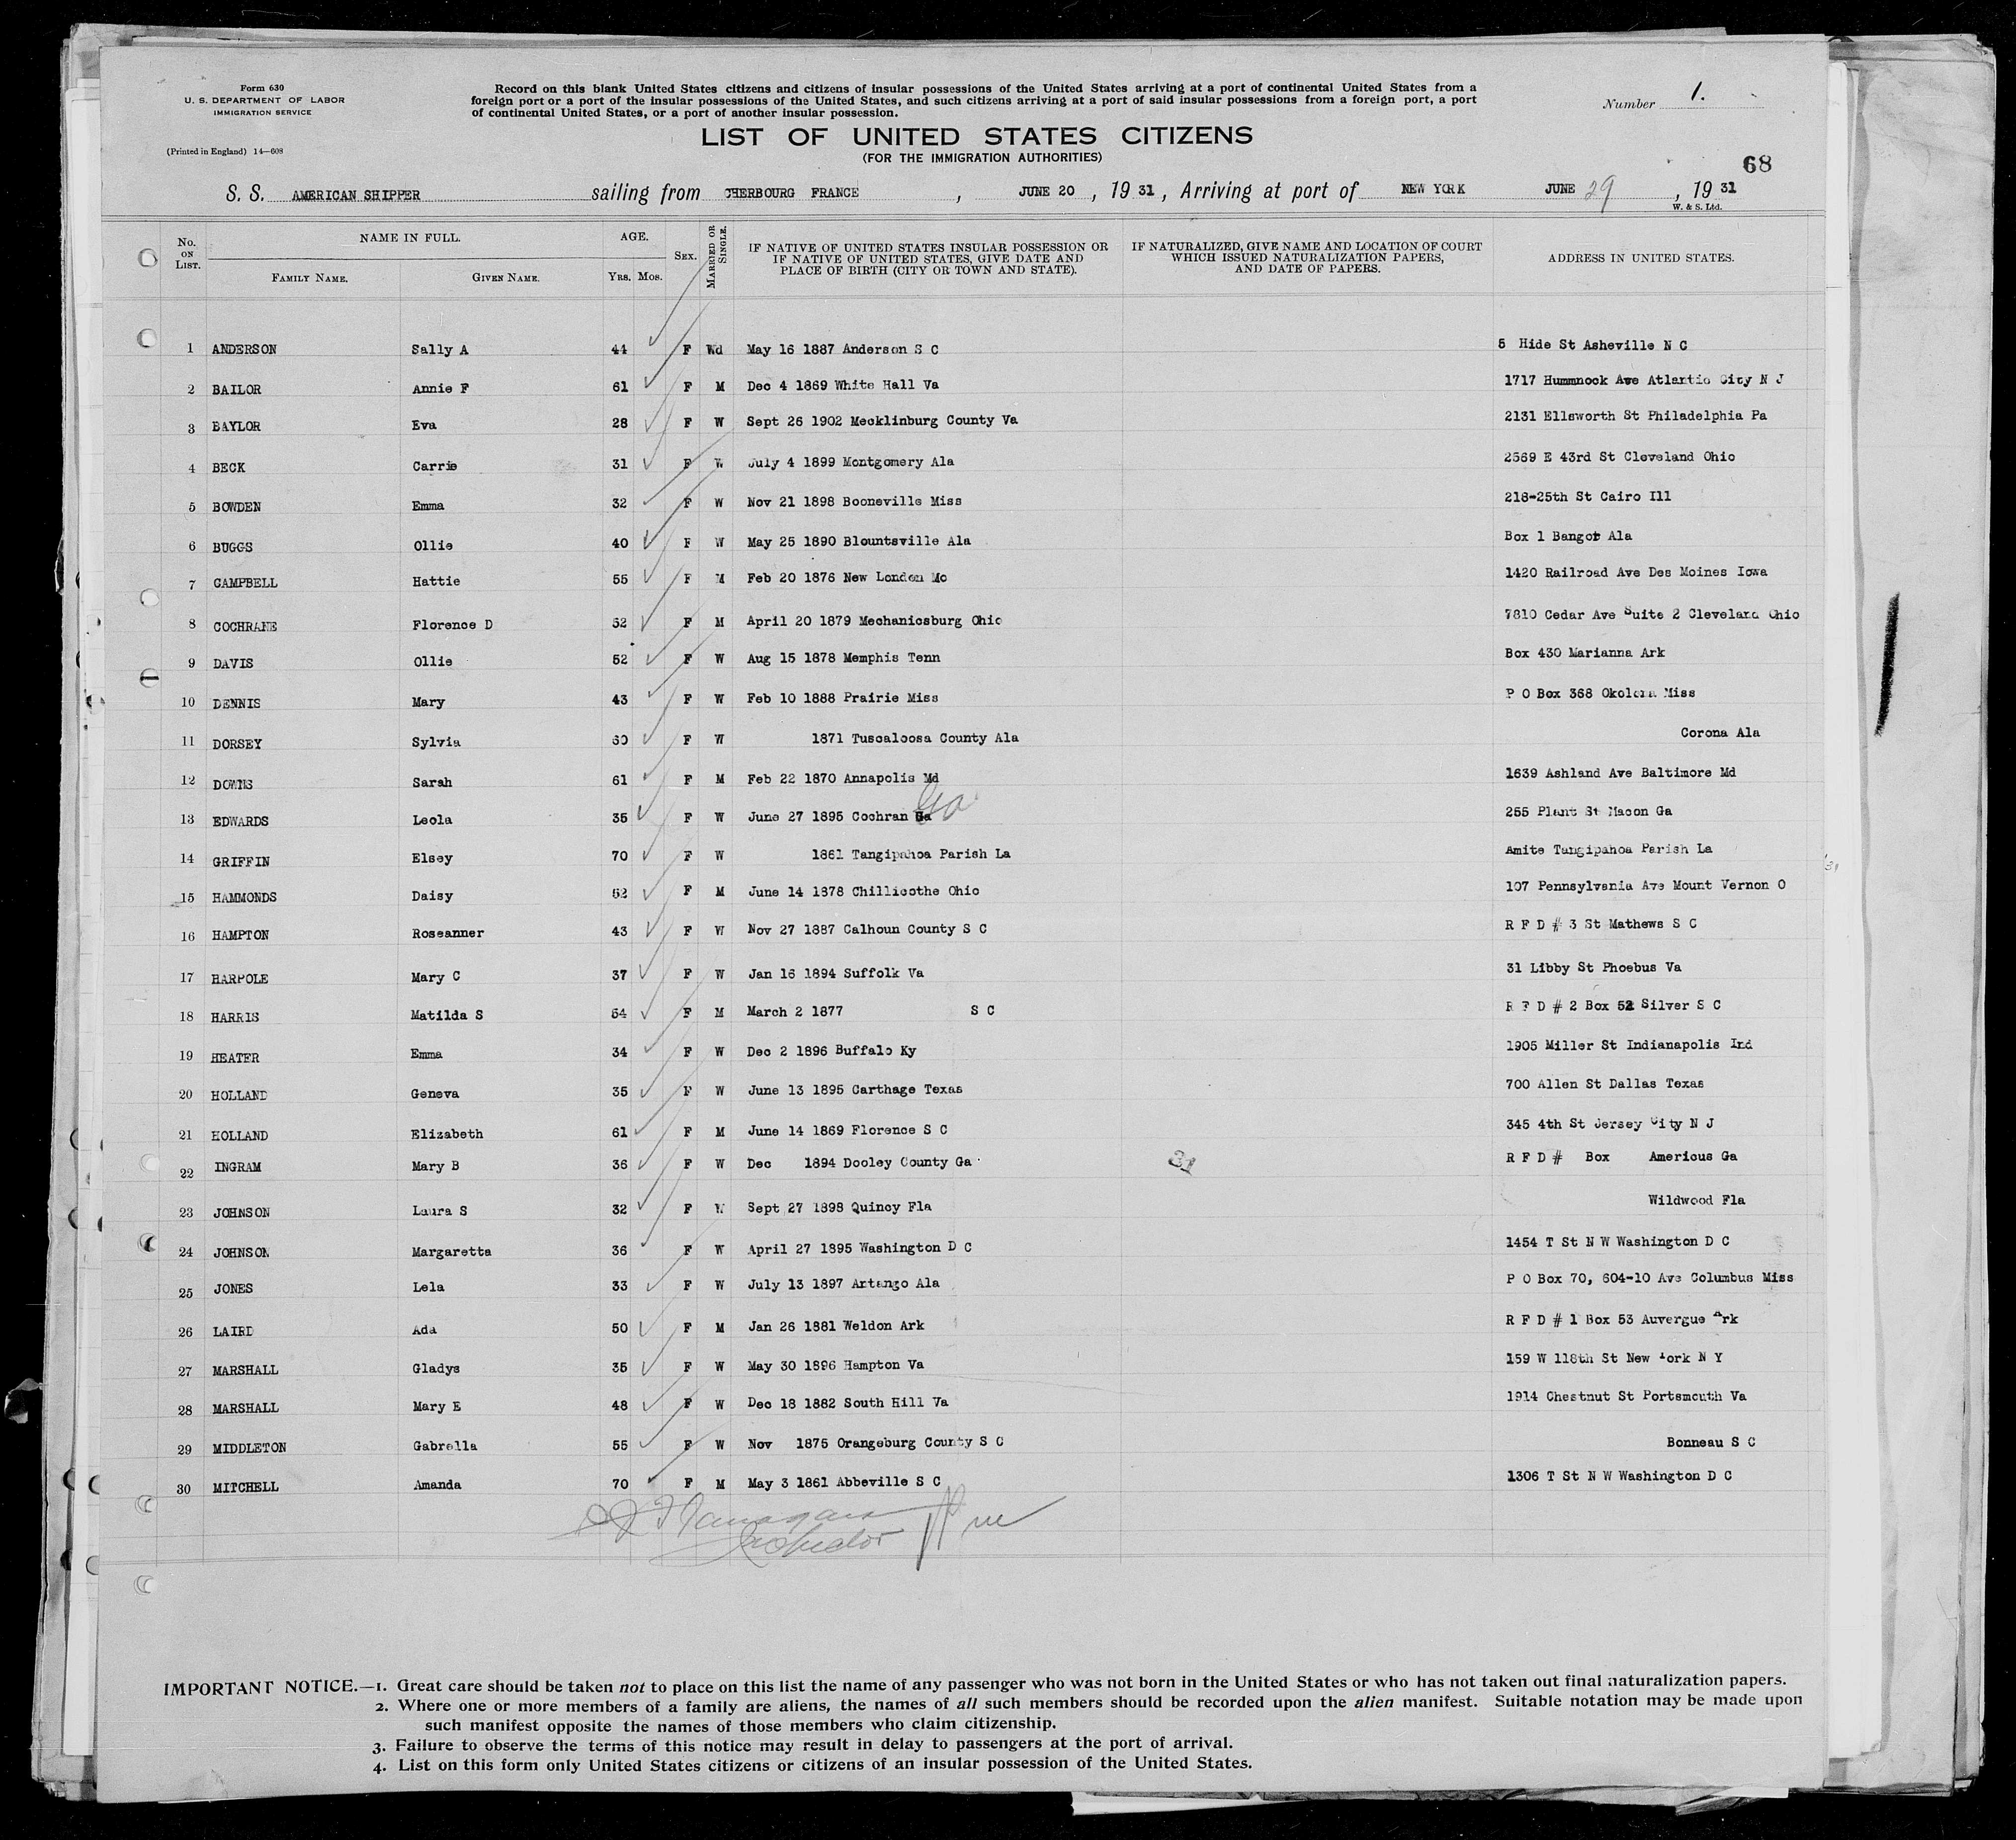 Form 630
U. S. DEPARTMENT OF LABOR
IMMIGRATION SERVICE
(Printed in England) 14—608
Record on this blank United States citizens and citizens of insular possessions of the United States arriving at a port of continental United States from a
foreign port or a port of the insular possessions of the United States, and such citizens arriving at a port of said insular possessions from a foreign port, a port
of continental United States, or a port of another insular possession.
Number 1.
LIST OF UNITED STATES CITIZENS
(FOR THE IMMIGRATION AUTHORITIES)
68
S. S. AMERICAN SHIPPER sailing from CHERBOURG FRANCE , JUNE 20 , 19 31 , Arriving at port of NEW YORK JUNE 29 , 19 31
W. & S. Ltd.
No. ON LIST. NAME IN FULL. FAMILY NAME. GIVEN NAME. AGE. YRS. MOS. SEX. MARRIED OR SINGLE. IF NATIVE OF UNITED STATES INSULAR POSSESSION OR IF NATIVE OF UNITED STATES, GIVE DATE AND PLACE OF BIRTH (CITY OR TOWN AND STATE). IF NATURALIZED, GIVE NAME AND LOCATION OF COURT WHICH ISSUED NATURALIZATION PAPERS, AND DATE OF PAPERS. ADDRESS IN UNITED STATES.
1 ANDERSON Sally A 44 F Wd May 16 1887 Anderson S C 5 Hide St Asheville N C
2 BAILOR Annie F 61 F M Dec 4 1869 White Hall Va 1717 Hummnock Ave Atlantic City N J
3 BAYLOR Eva 28 F W Sept 26 1902 Mecklinburg County Va 2131 Ellsworth St Philadelphia Pa
4 BECK Carrie 31 F W July 4 1899 Montgomery Ala 2569 E 43rd St Cleveland Ohio
5 BOWDEN Emma 32 F W Nov 21 1898 Booneville Miss 218-25th St Cairo Ill
6 BUGGS Ollie 40 F W May 25 1890 Blountsville Ala Box 1 Bangor Ala
7 CAMPBELL Hattie 55 F M Feb 20 1876 New London Mo 1420 Railroad Ave Des Moines Iowa
8 COCHRANE Florence D 52 F M April 20 1879 Mechanicsburg Ohio 7810 Cedar Ave Suite 2 Cleveland Ohio
9 DAVIS Ollie 52 F W Aug 15 1878 Memphis Tenn Box 430 Marianna Ark
10 DENNIS Mary 43 F W Feb 10 1888 Prairie Miss P O Box 368 Okolona Miss
11 DORSEY Sylvia 60 F W 1871 Tuscaloosa County Ala Corona Ala
12 DOWNS Sarah 61 F M Feb 22 1870 Annapolis Md 1639 Ashland Ave Baltimore Md
13 EDWARDS Leola 35 F W June 27 1895 Cochran Ga Ga 255 Plant St Macon Ga
14 GRIFFIN Elsey 70 F W 1861 Tangipahoa Parish La Amite Tangipahoa Parish La
15 HAMMONDS Daisy 52 F M June 14 1878 Chillicothe Ohio 107 Pennsylvania Ave Mount Vernon O
16 HAMPTON Roseanner 43 F W Nov 27 1887 Calhoun County S C R F D # 3 St Mathews S C
17 HARPOLE Mary C 37 F W Jan 16 1894 Suffolk Va 31 Libby St Phoebus Va
18 HARRIS Matilda S 54 F M March 2 1877 S C R F D # 2 Box 52 Silver S C
19 HEATER Emma 34 F W Dec 2 1896 Buffalo Ky 1905 Miller St Indianapolis Ind
20 HOLLAND Geneva 35 F W June 13 1895 Carthage Texas 700 Allen St Dallas Texas
21 HOLLAND Elizabeth 61 F M June 14 1869 Florence S C 345 4th St Jersey City N J
22 INGRAM Mary B 36 F W Dec 1894 Dooley County Ga 31 R F D # Box Americus Ga
23 JOHNSON Laura S 32 F W Sept 27 1898 Quincy Fla Wildwood Fla
24 JOHNSON Margaretta 36 F W April 27 1895 Washington D C 1454 T St N W Washington D C
25 JONES Lela 33 F W July 13 1897 Artango Ala P O Box 70, 604-10 Ave Columbus Miss
26 LAIRD Ada 50 F M Jan 26 1881 Weldon Ark R F D # 1 Box 53 Auvergue Ark
27 MARSHALL Gladys 35 F W May 30 1896 Hampton Va 159 W 118th St New York N Y
28 MARSHALL Mary E 48 F W Dec 18 1882 South Hill Va 1914 Chestnut St Portsmouth Va
29 MIDDLETON Gabrella 55 F W Nov 1875 Orangeburg County S C Bonneau S C
30 MITCHELL Amanda 70 F M May 3 1861 Abbeville S C 1306 T St N W Washington D C
IMPORTANT NOTICE.—1. Great care should be taken not to place on this list the name of any passenger who was not born in the United States or who has not taken out final naturalization papers.
2. Where one or more members of a family are aliens, the names of all such members should be recorded upon the alien manifest. Suitable notation may be made upon
such manifest opposite the names of those members who claim citizenship.
3. Failure to observe the terms of this notice may result in delay to passengers at the port of arrival.
4. List on this form only United States citizens or citizens of an insular possession of the United States.